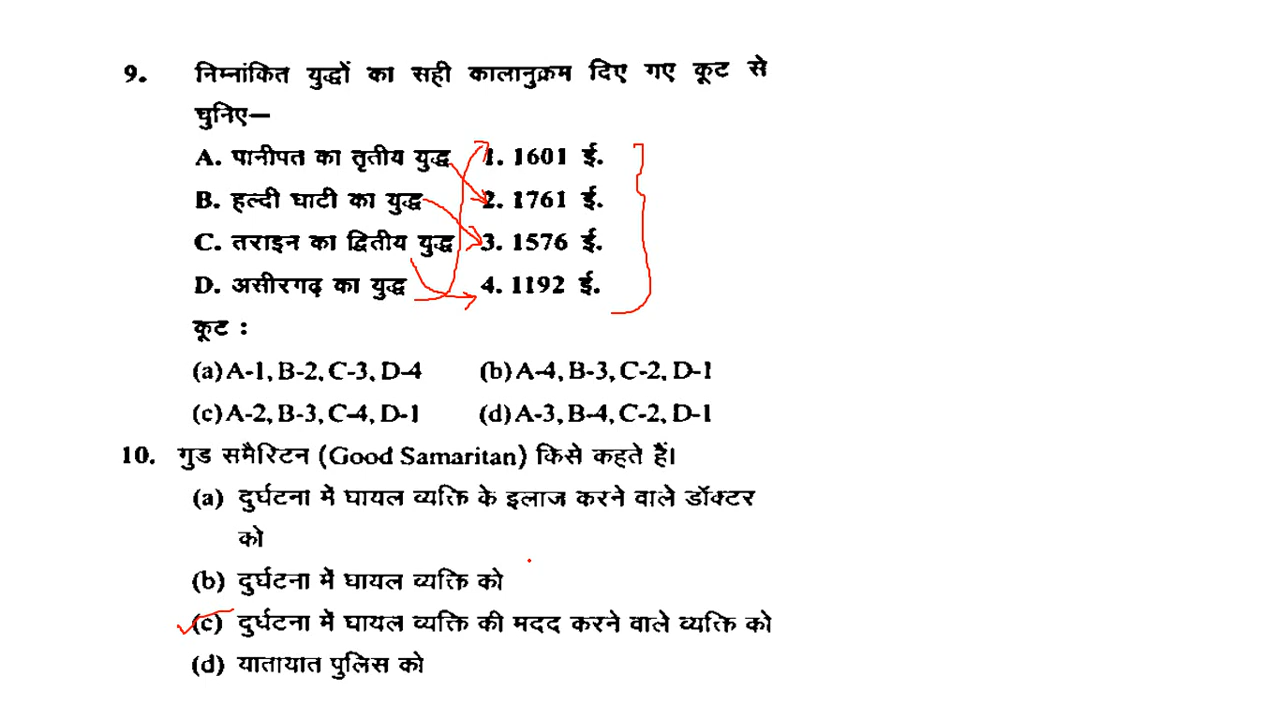 9. निम्नांकित युद्धों का सही कालानुक्रम दिए गए कूट से
चुनिए—
A. पानीपत का तृतीय युद्ध 1. 1601 ई.
B. हल्दी घाटी का युद्ध 2. 1761 ई.
C. तराइन का द्वितीय युद्ध 3. 1576 ई.
D. असीरगढ़ का युद्ध 4. 1192 ई.
कूट :
(a) A-1, B-2, C-3, D-4 (b) A-4, B-3, C-2, D-1
(c) A-2, B-3, C-4, D-1 (d) A-3, B-4, C-2, D-1
10. गुड समैरिटन (Good Samaritan) किसे कहते हैं।
(a) दुर्घटना में घायल व्यक्ति के इलाज करने वाले डॉक्टर
को
(b) दुर्घटना में घायल व्यक्ति को
(c) दुर्घटना में घायल व्यक्ति की मदद करने वाले व्यक्ति को
(d) यातायात पुलिस को